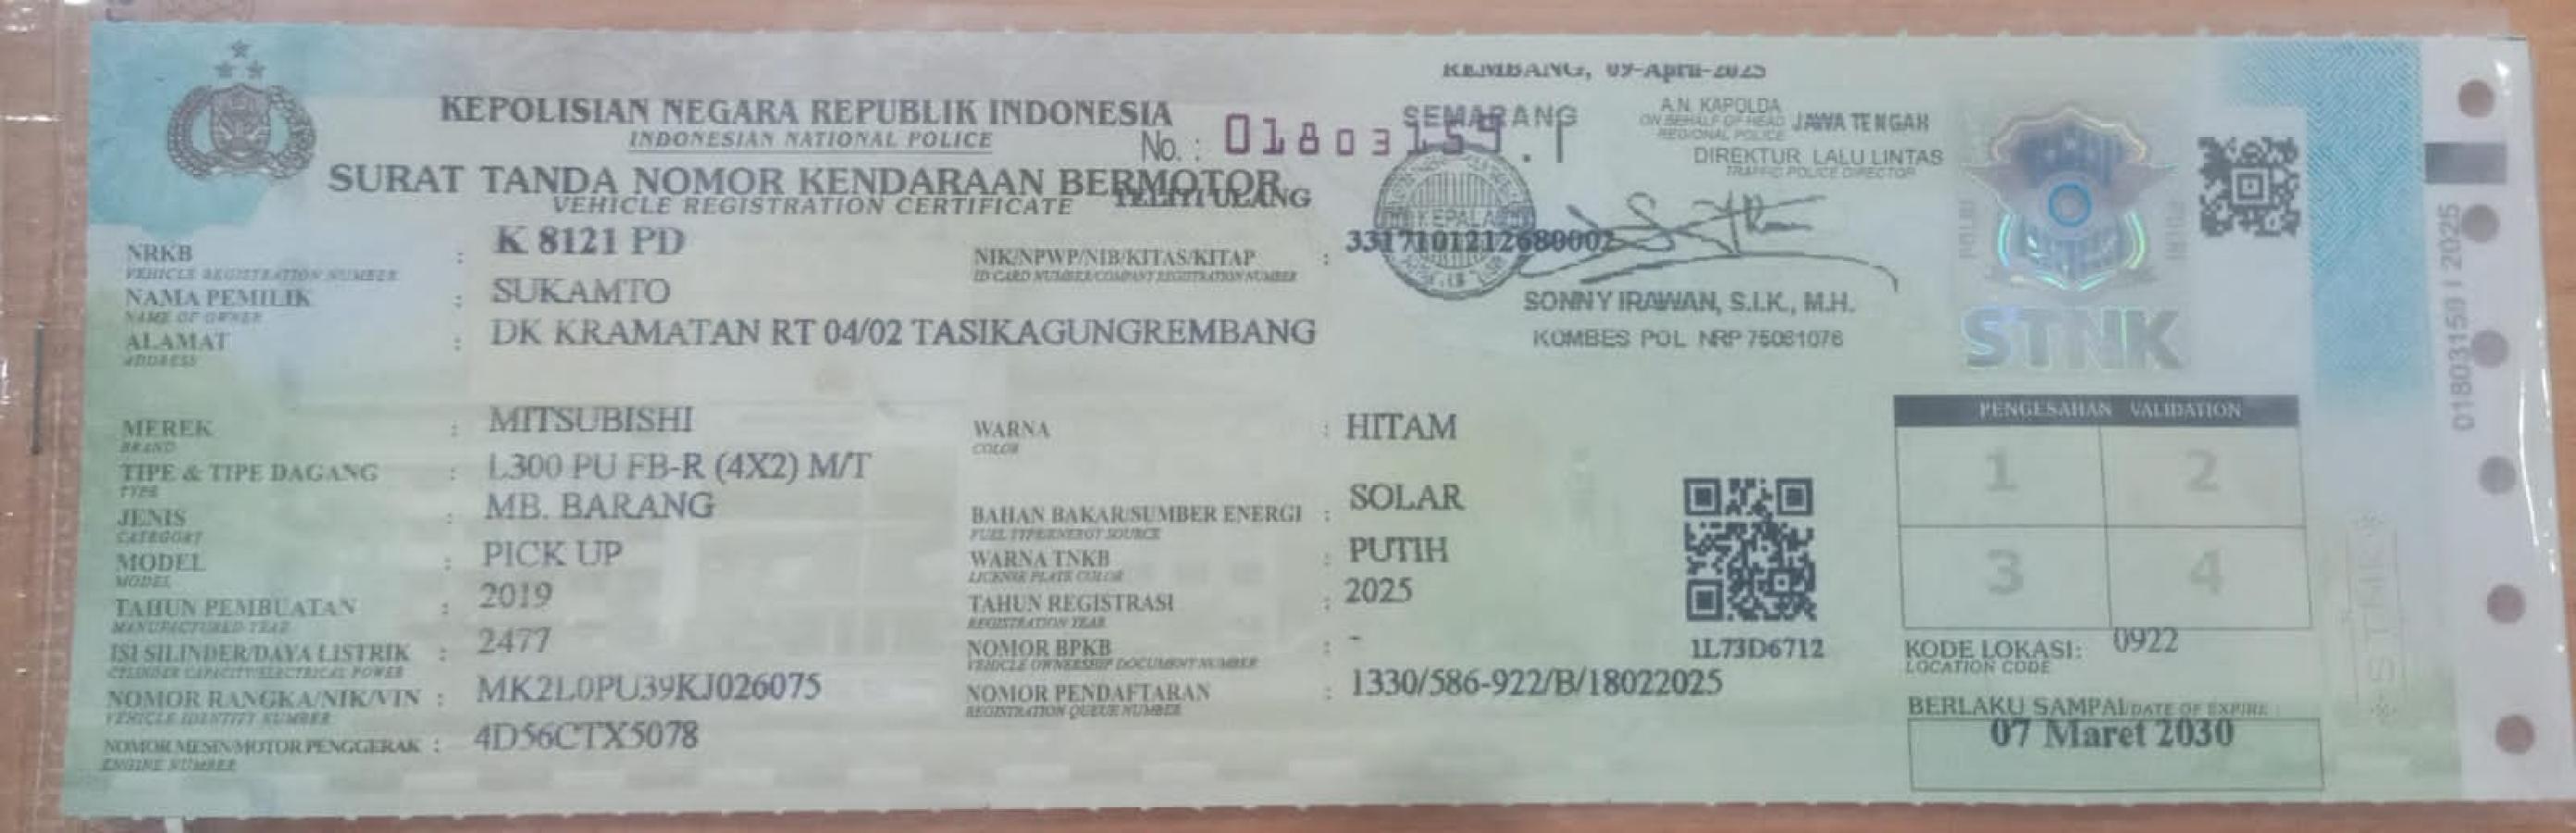 REMBANG, 09-April-2025
KEPOLISIAN NEGARA REPUBLIK INDONESIA
INDONESIAN NATIONAL POLICE
No. : 01803159.I
SEMARANG
A.N. KAPOLDA JAWA TENGAH
ON BEHALF OF HEAD
REGIONAL POLICE
DIREKTUR LALU LINTAS
TRAFFIC POLICE DIRECTOR
SURAT TANDA NOMOR KENDARAAN BERMOTOR
VEHICLE REGISTRATION CERTIFICATE
TELITI ULANG
KEPALA
NRKB : K 8121 PD
VEHICLE REGISTRATION NUMBER
NIK/NPWP/NIB/KITAS/KITAP : 3317101212680002
ID CARD NUMBER/COMPANY REGISTRATION NUMBER
NAMA PEMILIK : SUKAMTO
NAME OF OWNER
ALAMAT : DK KRAMATAN RT 04/02 TASIKAGUNGREMBANG
ADDRESS
SONNY IRAWAN, S.I.K., M.H.
KOMBES POL NRP 75081076
STNK
MEREK : MITSUBISHI
BRAND
WARNA : HITAM
COLOR
TIPE & TIPE DAGANG : L300 PU FB-R (4X2) M/T
TYPE
JENIS : MB. BARANG
CATEGORY
BAHAN BAKAR/SUMBER ENERGI : SOLAR
FUEL TYPE/ENERGY SOURCE
MODEL : PICK UP
MODEL
WARNA TNKB : PUTIH
LICENSE PLATE COLOR
TAHUN PEMBUATAN : 2019
MANUFACTURED YEAR
TAHUN REGISTRASI : 2025
REGISTRATION YEAR
ISI SILINDER/DAYA LISTRIK : 2477
CYLINDER CAPACITY/ELECTRICAL POWER
NOMOR BPKB : -
VEHICLE OWNERSHIP DOCUMENT NUMBER
NOMOR RANGKA/NIK/VIN : MK2L0PU39KJ026075
VEHICLE IDENTITY NUMBER
NOMOR PENDAFTARAN : 1330/586-922/B/18022025
REGISTRATION QUEUE NUMBER
NOMOR MESIN/MOTOR PENGGERAK : 4D56CTX5078
ENGINE NUMBER
1L73D6712
PENGESAHAN VALIDATION
1 2
3 4
KODE LOKASI: 0922
LOCATION CODE
BERLAKU SAMPAI/DATE OF EXPIRE :
07 Maret 2030
01803159 I 2025
STNK